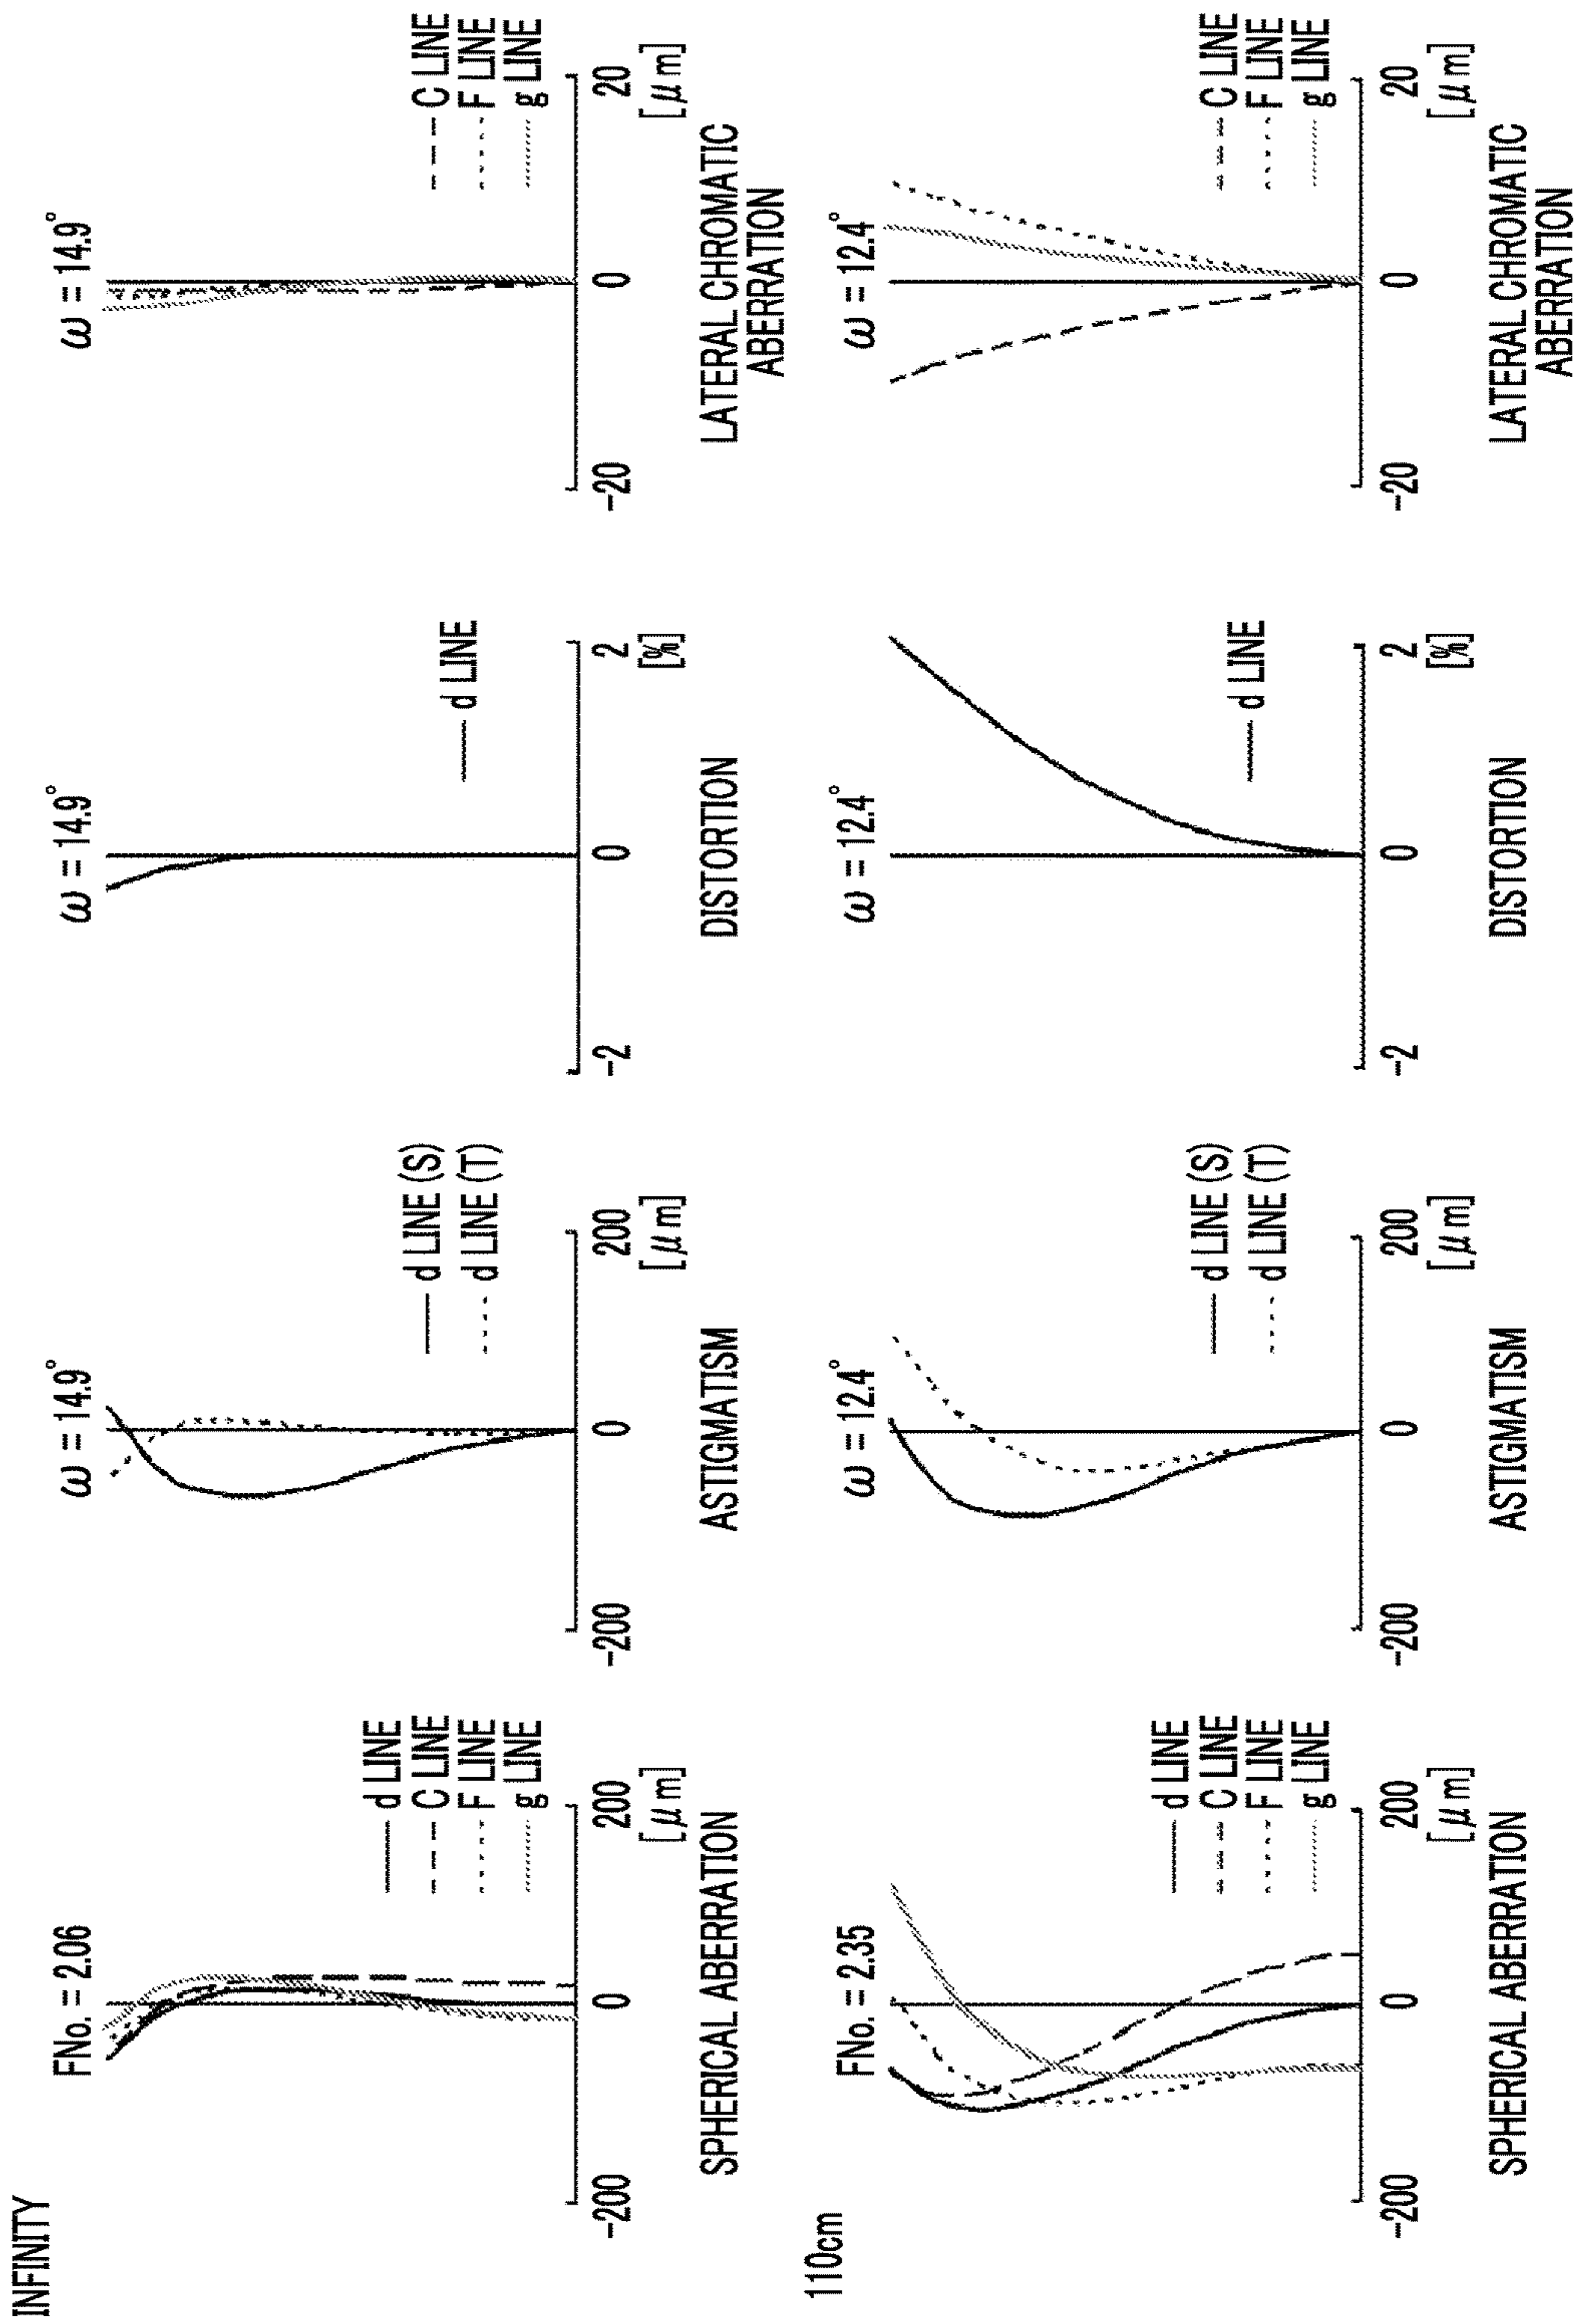 INFINITY
FNo. = 2.06
d LINE
C LINE
F LINE
g LINE
-200
0
200
[μm]
SPHERICAL ABERRATION
ω = 14.9°
d LINE (S)
d LINE (T)
-200
0
200
[μm]
ASTIGMATISM
ω = 14.9°
d LINE
-2
0
2
[%]
DISTORTION
ω = 14.9°
C LINE
F LINE
g LINE
-20
0
20
[μm]
LATERAL CHROMATIC
ABERRATION
110cm
FNo. = 2.35
d LINE
C LINE
F LINE
g LINE
-200
0
200
[μm]
SPHERICAL ABERRATION
ω = 12.4°
d LINE (S)
d LINE (T)
-200
0
200
[μm]
ASTIGMATISM
ω = 12.4°
d LINE
-2
0
2
[%]
DISTORTION
ω = 12.4°
C LINE
F LINE
g LINE
-20
0
20
[μm]
LATERAL CHROMATIC
ABERRATION